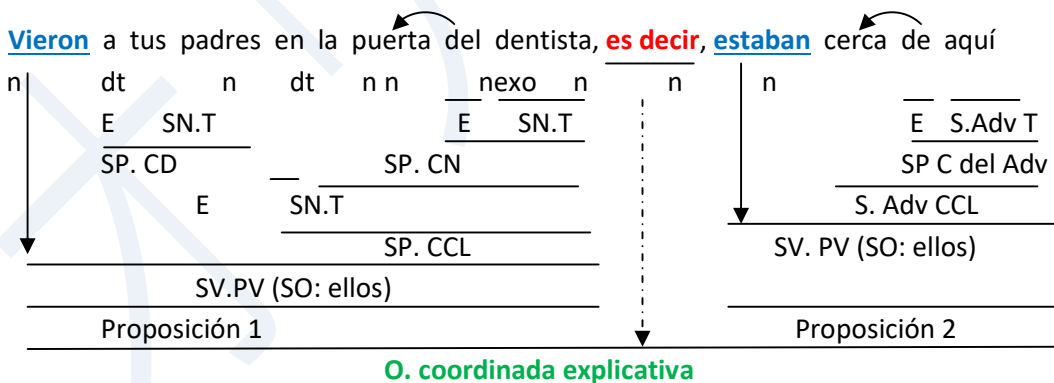 Vieron a tus padres en la puerta del dentista, es decir, estaban cerca de aquí
n dt n dt n n nexo n n n
E SN.T E SN.T E S.Adv T
SP. CD SP. CN SP C del Adv
E SN.T S. Adv CCL
SP. CCL SV. PV (SO: ellos)
SV.PV (SO: ellos)
Proposición 1 Proposición 2
O. coordinada explicativa